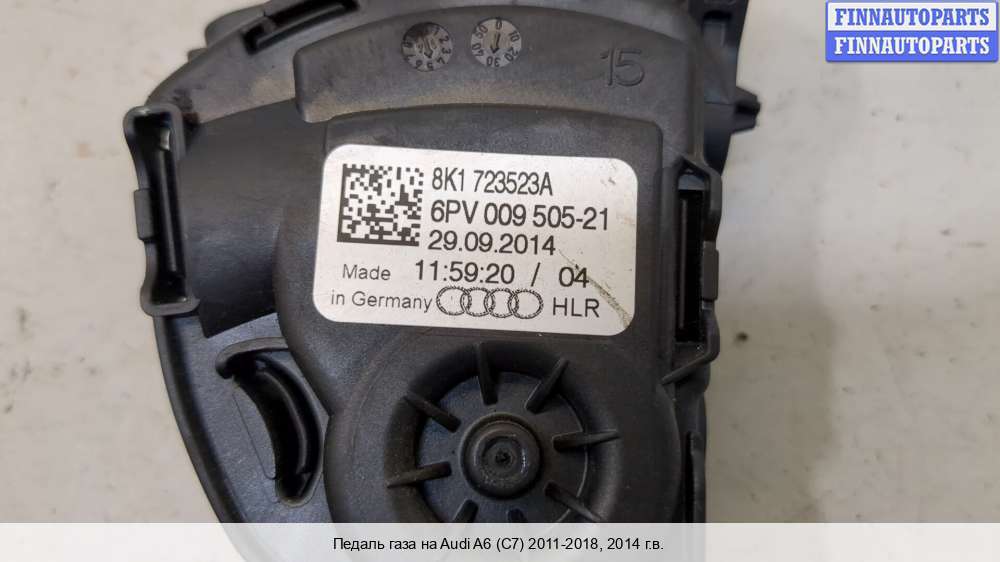 FINNAUTOPARTS
FINNAUTOPARTS
15
8K1 723523A
6PV 009 505-21
29.09.2014
Made 11:59:20 / 04
in Germany HLR
Педаль газа на Audi A6 (C7) 2011-2018, 2014 г.в.